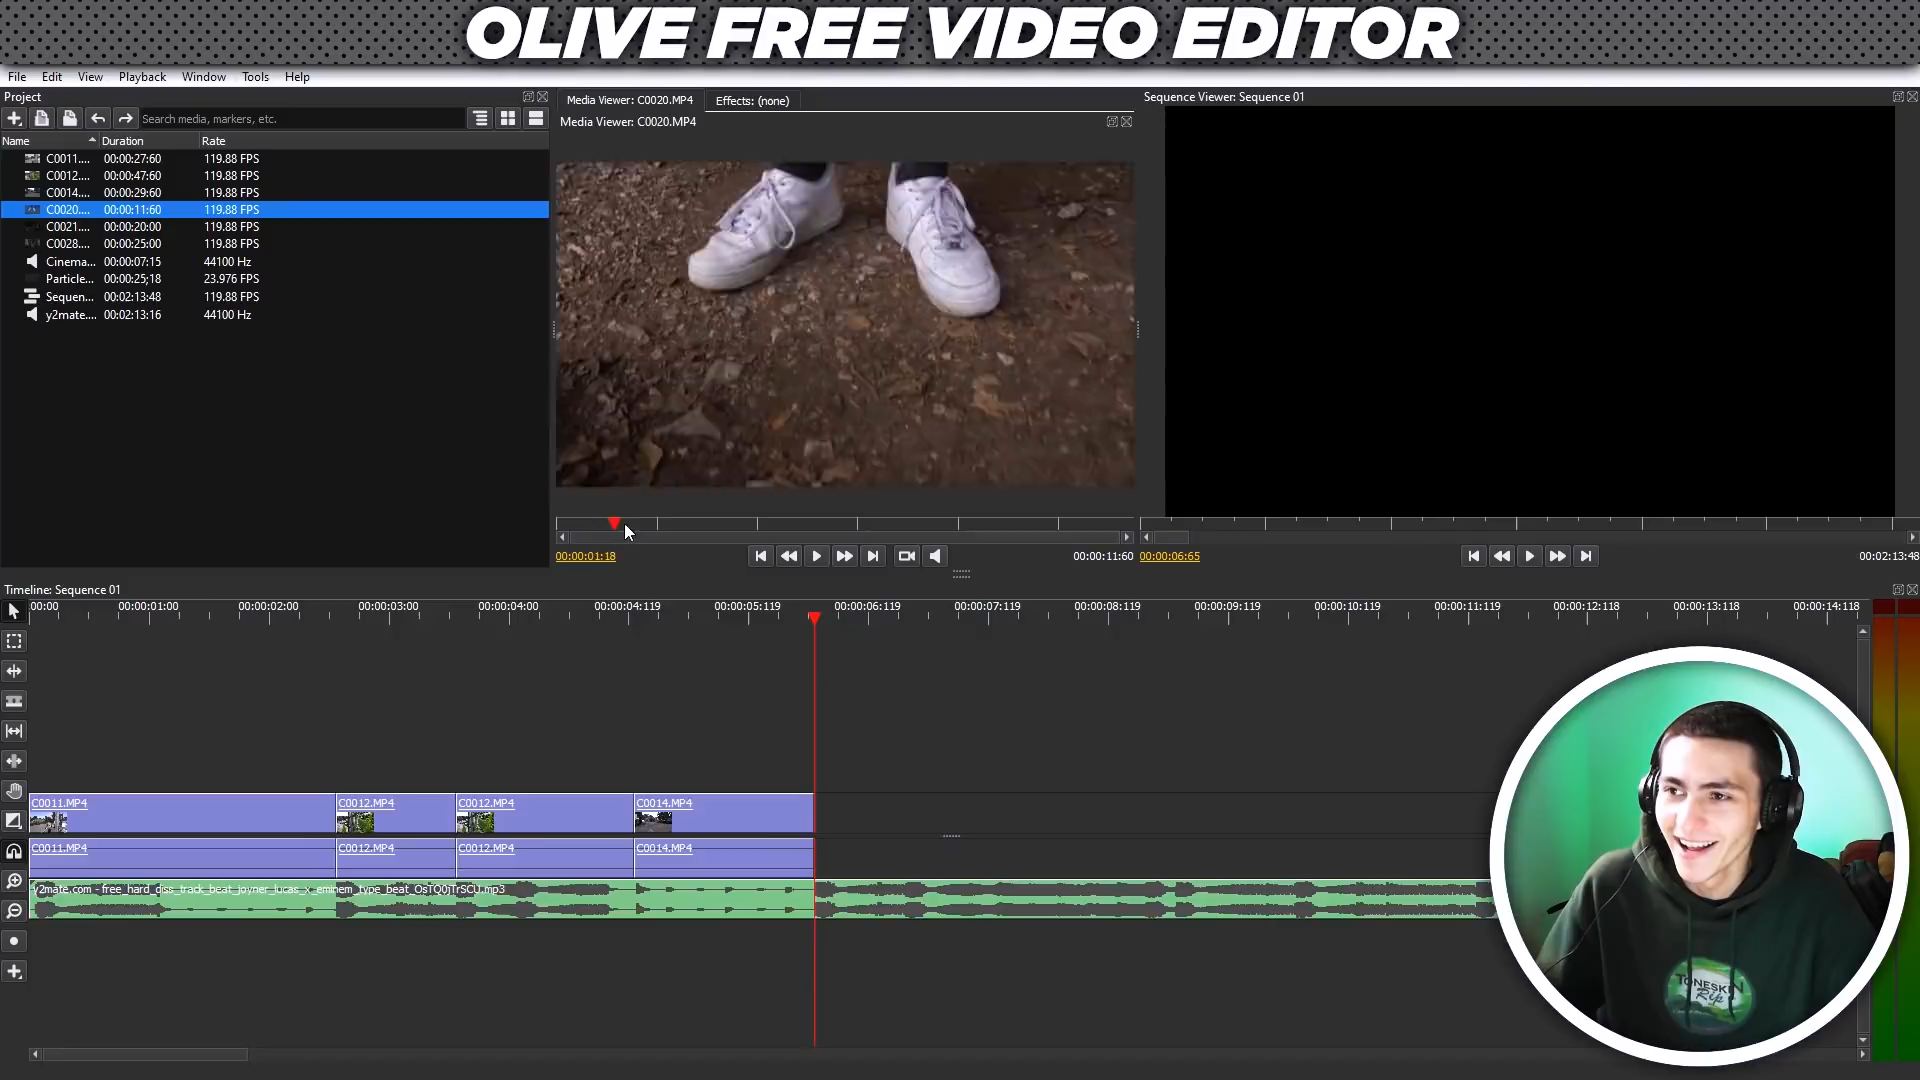 OLIVE FREE VIDEO EDITOR
File Edit View Playback Window Tools Help
Project
Search media, markers, etc.
Name Duration Rate
C0011.... 00:00:27:60 119.88 FPS
C0012.... 00:00:47:60 119.88 FPS
C0014.... 00:00:29:60 119.88 FPS
C0020.... 00:00:11:60 119.88 FPS
C0021.... 00:00:20:00 119.88 FPS
C0028.... 00:00:25:00 119.88 FPS
Cinema... 00:00:07:15 44100 Hz
Particle... 00:00:25;18 23.976 FPS
Sequen... 00:02:13:48 119.88 FPS
y2mate.... 00:02:13:16 44100 Hz
Media Viewer: C0020.MP4 Effects: (none)
Media Viewer: C0020.MP4
00:00:01:18 00:00:11:60
Sequence Viewer: Sequence 01
00:00:06:65 00:02:13:48
Timeline: Sequence 01
00:00 00:00:01:00 00:00:02:00 00:00:03:00 00:00:04:00 00:00:04:119 00:00:05:119 00:00:06:119 00:00:07:119 00:00:08:119 00:00:09:119 00:00:10:119 00:00:11:119 00:00:12:118 00:00:13:118 00:00:14:118
C0011.MP4 C0012.MP4 C0012.MP4 C0014.MP4
C0011.MP4 C0012.MP4 C0012.MP4 C0014.MP4
y2mate.com - free_hard_diss_track_beat_joyner_lucas_x_eminem_type_beat_OsTQ0jTrSCU.mp3
TONESKIN
Rip